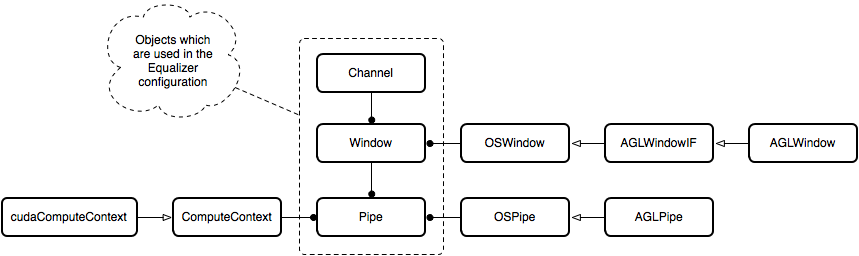 Objects which
are used in the
Equalizer
configuration
Channel
Window
OSWindow
AGLWindowIF
AGLWindow
cudaComputeContext
ComputeContext
Pipe
OSPipe
AGLPipe